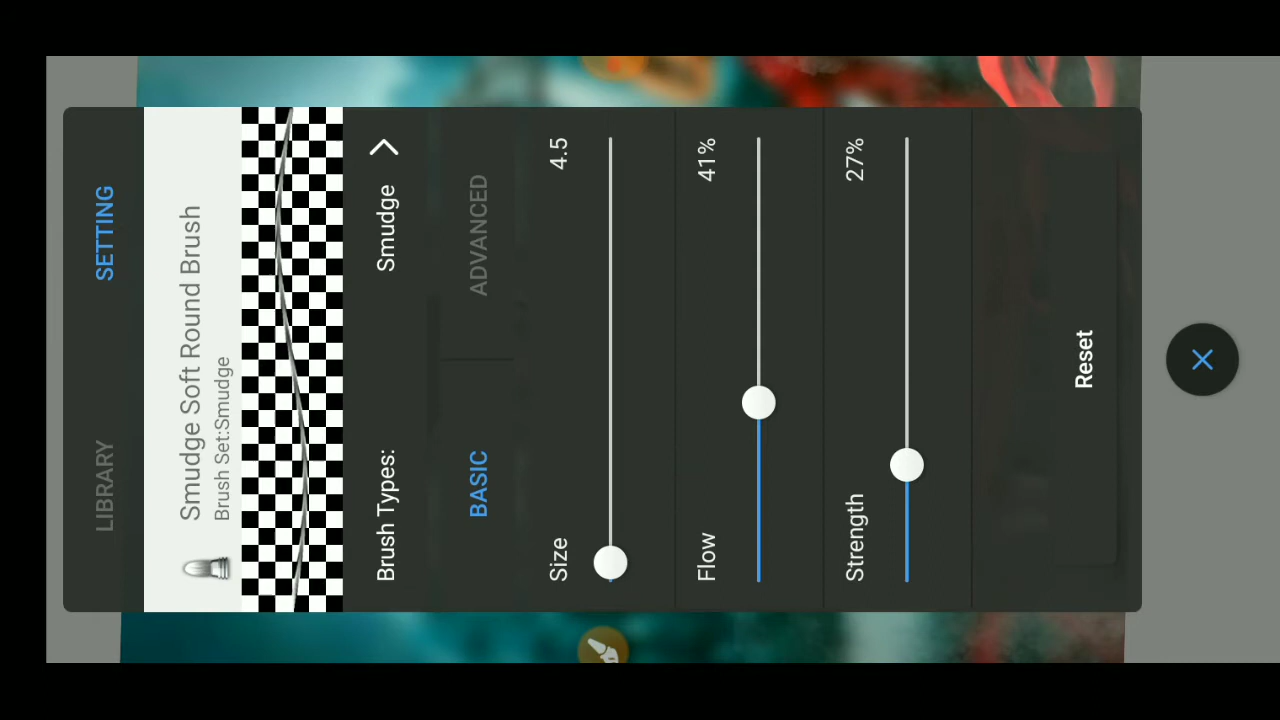 LIBRARY SETTING
Smudge Soft Round Brush
Brush Set:Smudge
Brush Types: Smudge
BASIC ADVANCED
Size 4.5
Flow 41%
Strength 27%
Reset